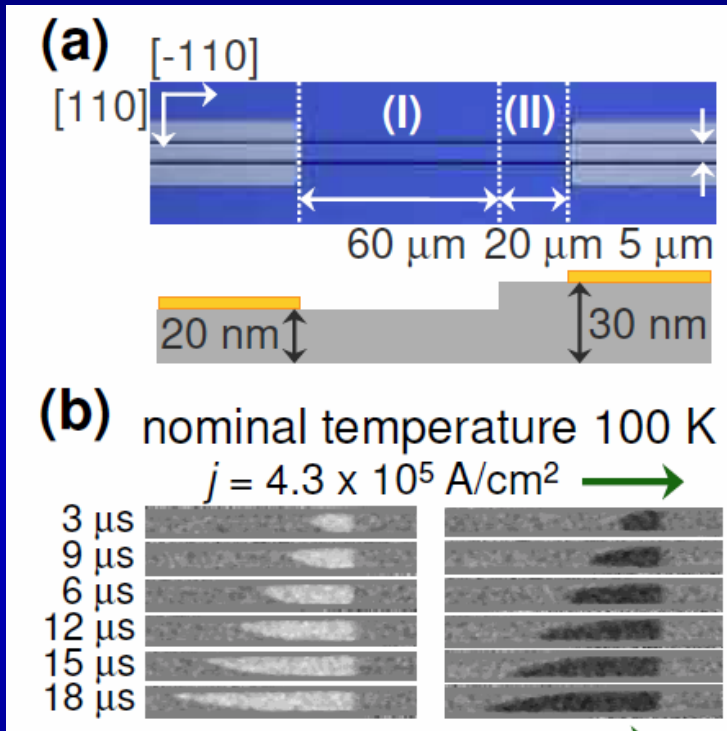 (a)
[-110]
[110]
(I) (II)
60 μm 20 μm 5 μm
20 nm 30 nm
(b) nominal temperature 100 K
j = 4.3 x 10⁵ A/cm²
3 μs
9 μs
6 μs
12 μs
15 μs
18 μs